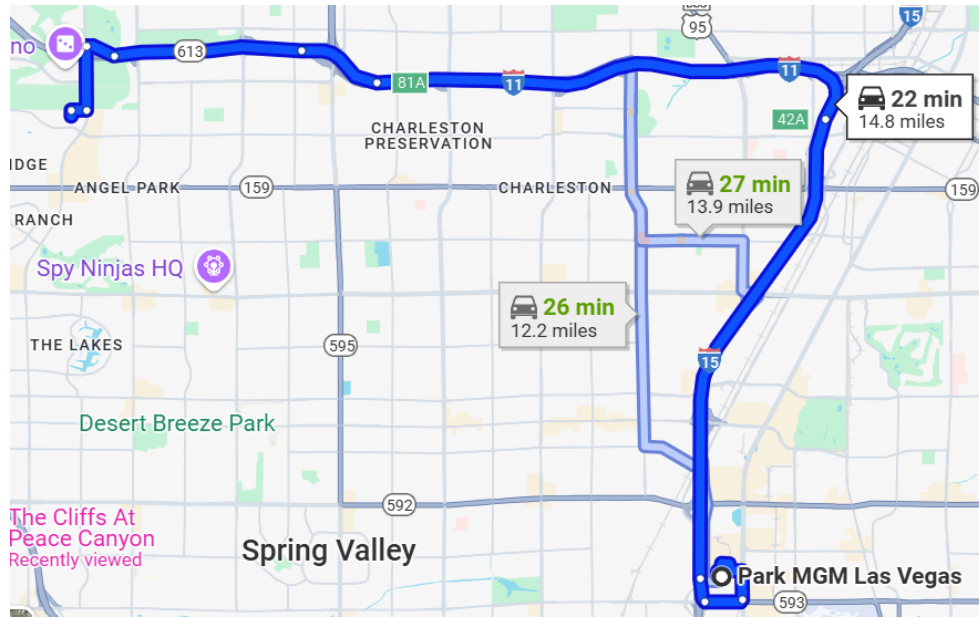 95
15
no
613
81A
11
11
22 min
14.8 miles
42A
CHARLESTON
PRESERVATION
IDGE
27 min
13.9 miles
ANGEL PARK
159
CHARLESTON
159
RANCH
Spy Ninjas HQ
26 min
12.2 miles
THE LAKES
595
15
Desert Breeze Park
592
The Cliffs At
Peace Canyon
Recently viewed
Spring Valley
Park MGM Las Vegas
593